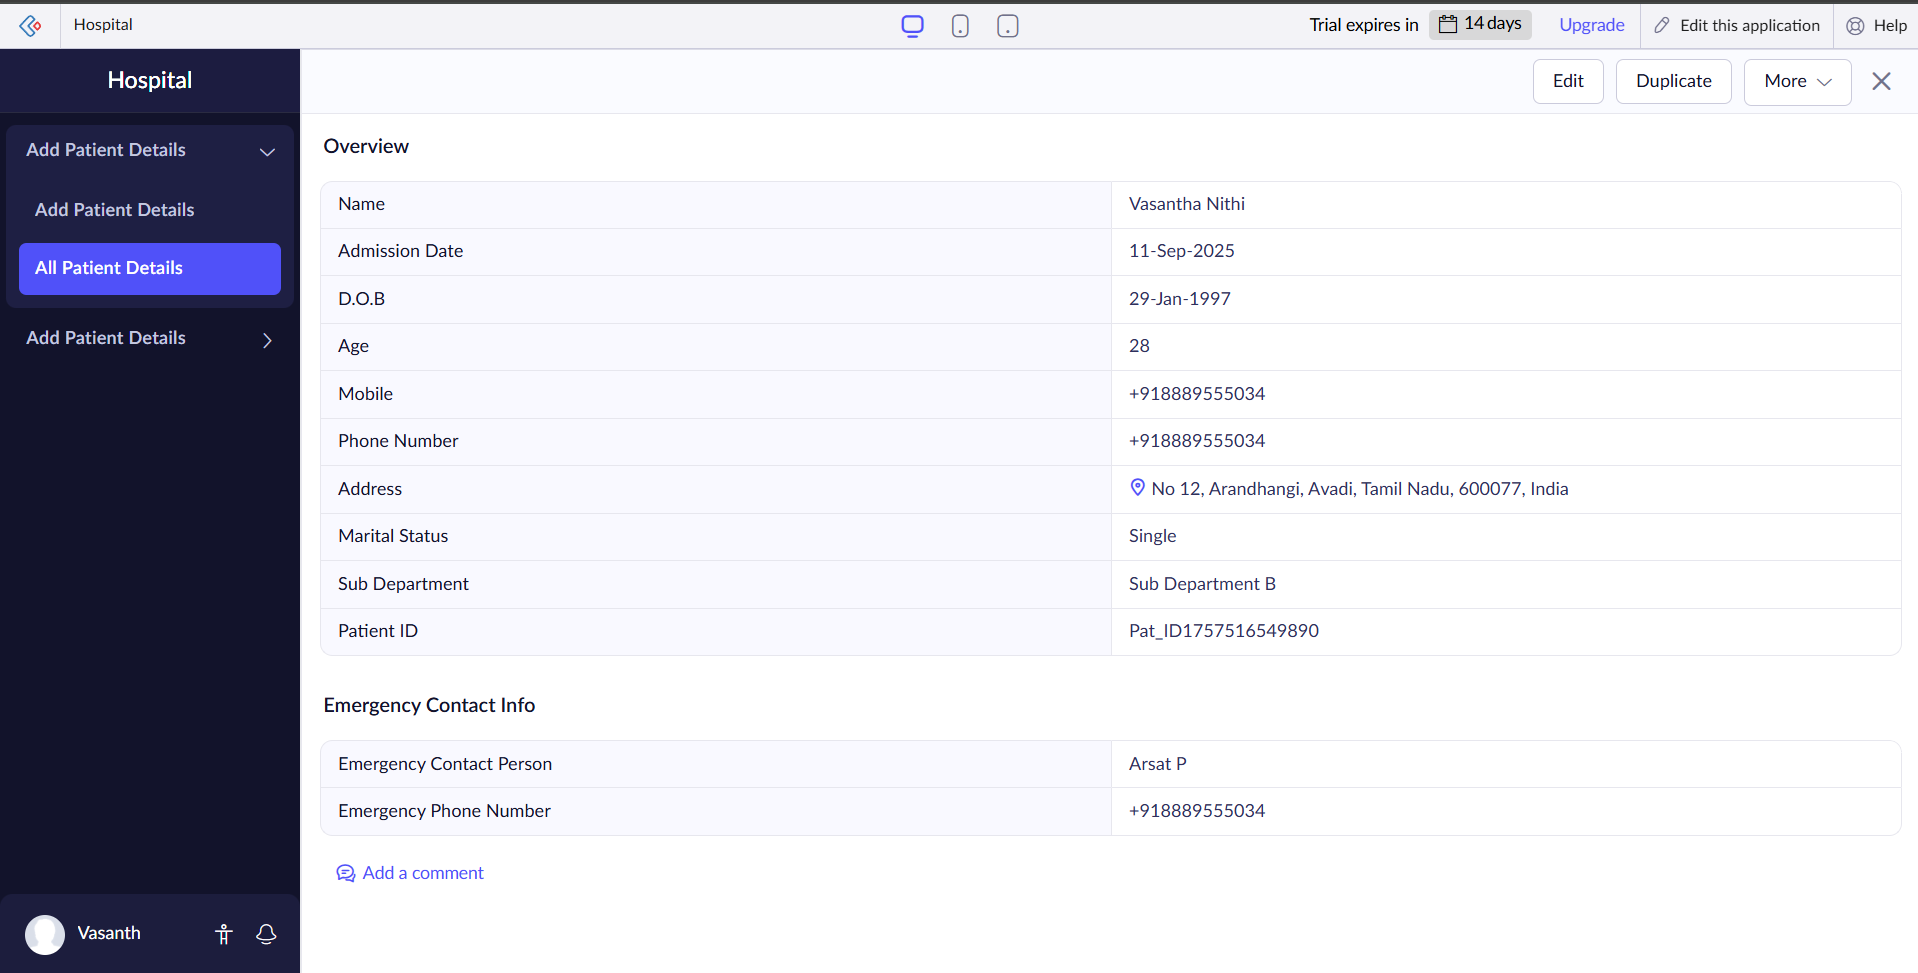 Hospital
Trial expires in 14 days Upgrade Edit this application Help
Hospital
Add Patient Details
Add Patient Details
All Patient Details
Add Patient Details
Vasanth
Edit Duplicate More
Overview
Name Vasantha Nithi
Admission Date 11-Sep-2025
D.O.B 29-Jan-1997
Age 28
Mobile +918889555034
Phone Number +918889555034
Address No 12, Arandhangi, Avadi, Tamil Nadu, 600077, India
Marital Status Single
Sub Department Sub Department B
Patient ID Pat_ID1757516549890
Emergency Contact Info
Emergency Contact Person Arsat P
Emergency Phone Number +918889555034
Add a comment